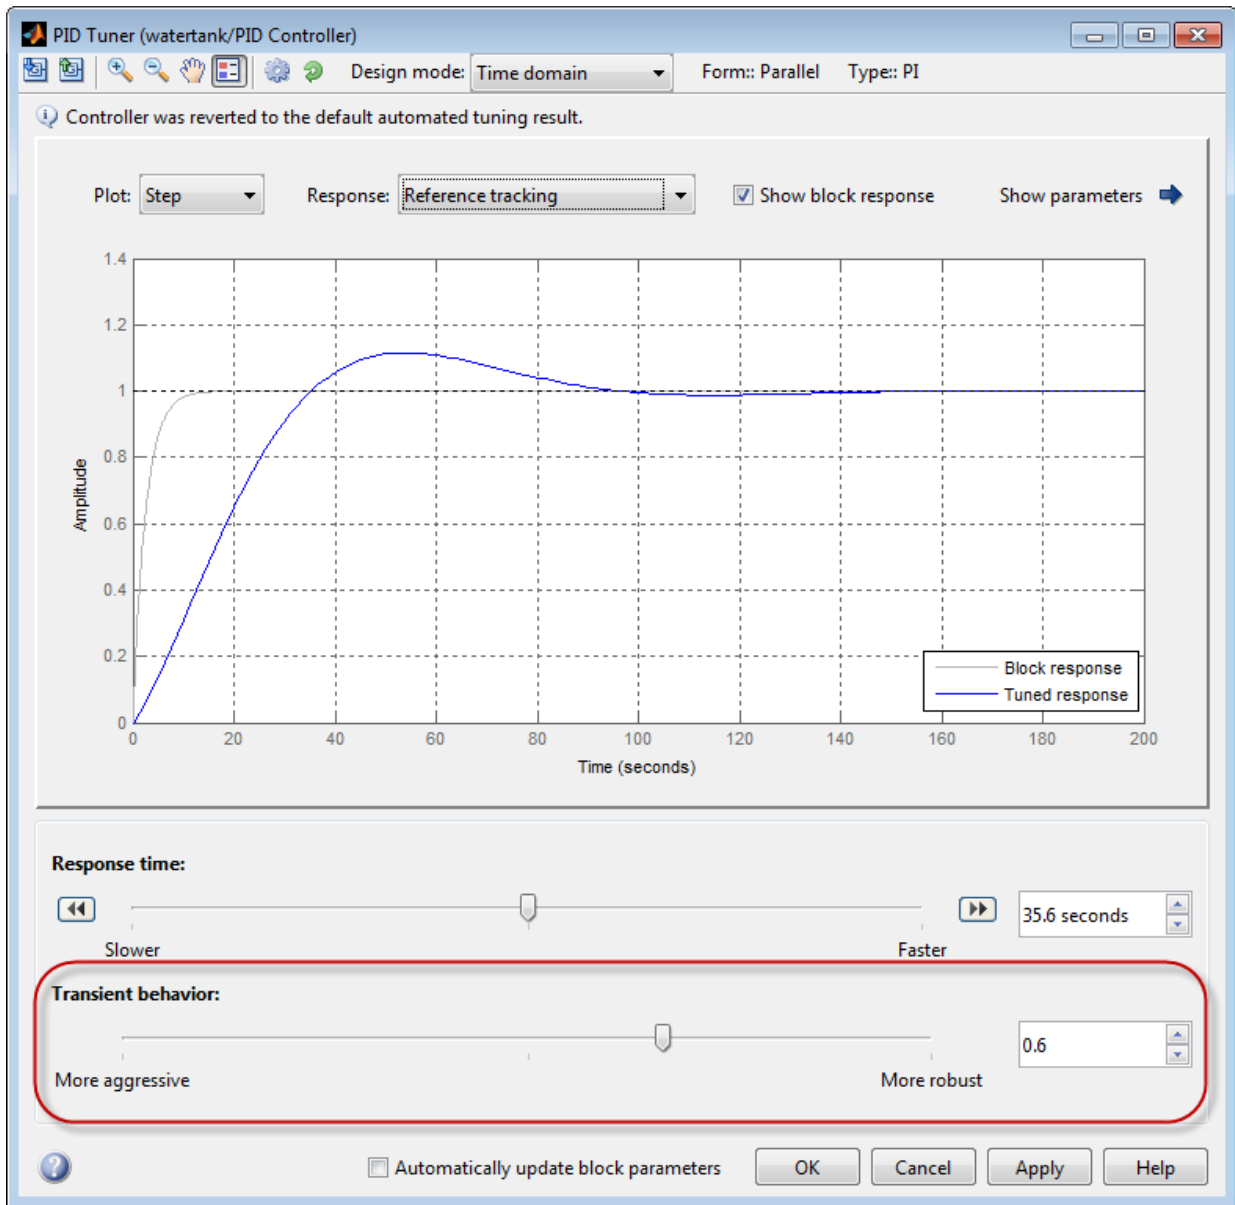 PID Tuner (watertank/PID Controller)
Design mode: Time domain Form:: Parallel Type:: PI
Controller was reverted to the default automated tuning result.
Plot: Step Response: Reference tracking Show block response Show parameters
1.4
1.2
1
0.8
0.6
0.4
0.2
0
Amplitude
Block response
Tuned response
0 20 40 60 80 100 120 140 160 180 200
Time (seconds)
Response time:
35.6 seconds
Slower Faster
Transient behavior:
0.6
More aggressive More robust
? Automatically update block parameters OK Cancel Apply Help